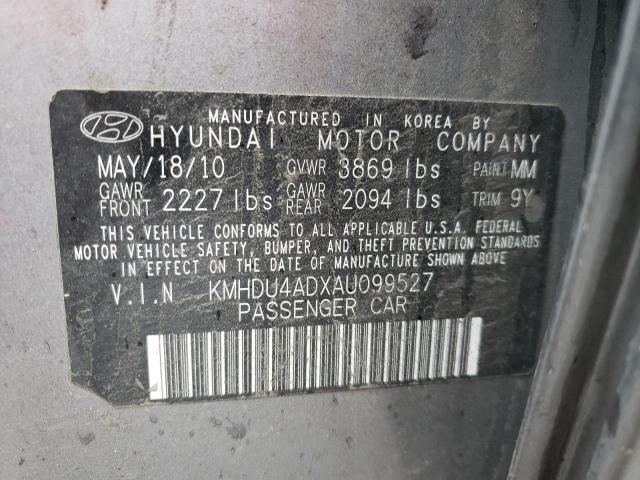 MANUFACTURED IN KOREA BY
HYUNDAI MOTOR COMPANY
MAY/18/10 GVWR 3869 lbs PAINT MM
GAWR FRONT 2227 lbs GAWR REAR 2094 lbs TRIM 9Y
THIS VEHICLE CONFORMS TO ALL APPLICABLE U.S.A. FEDERAL
MOTOR VEHICLE SAFETY, BUMPER, AND THEFT PREVENTION STANDARDS
IN EFFECT ON THE DATE OF MANUFACTURE SHOWN ABOVE.
V.I.N KMHDU4ADXAU099527
PASSENGER CAR